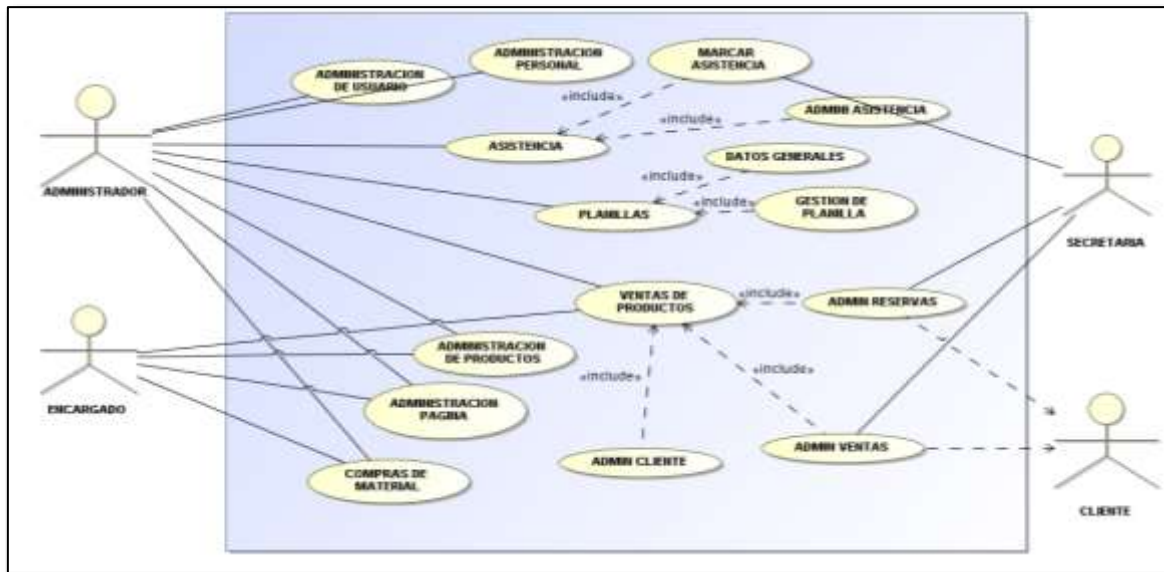 ADMINISTRACION
PERSONAL
MARCAR
ASISTENCIA
ADMINISTRACION
DE USUARIO
«include»
ADMIN ASISTENCIA
«include»
ASISTENCIA
DATOS GENERALES
«include»
ADMINISTRADOR
PLANILLAS
«include»
GESTION DE
PLANILLA
SECRETARIA
VENTAS DE
PRODUCTOS
«include»
ADMIN RESERVAS
ADMINISTRACION
DE PRODUCTOS
«include»
«include»
ENCARGADO
ADMINISTRACION
PAGINA
ADMIN VENTAS
ADMIN CLIENTE
COMPRAS DE
MATERIAL
CLIENTE